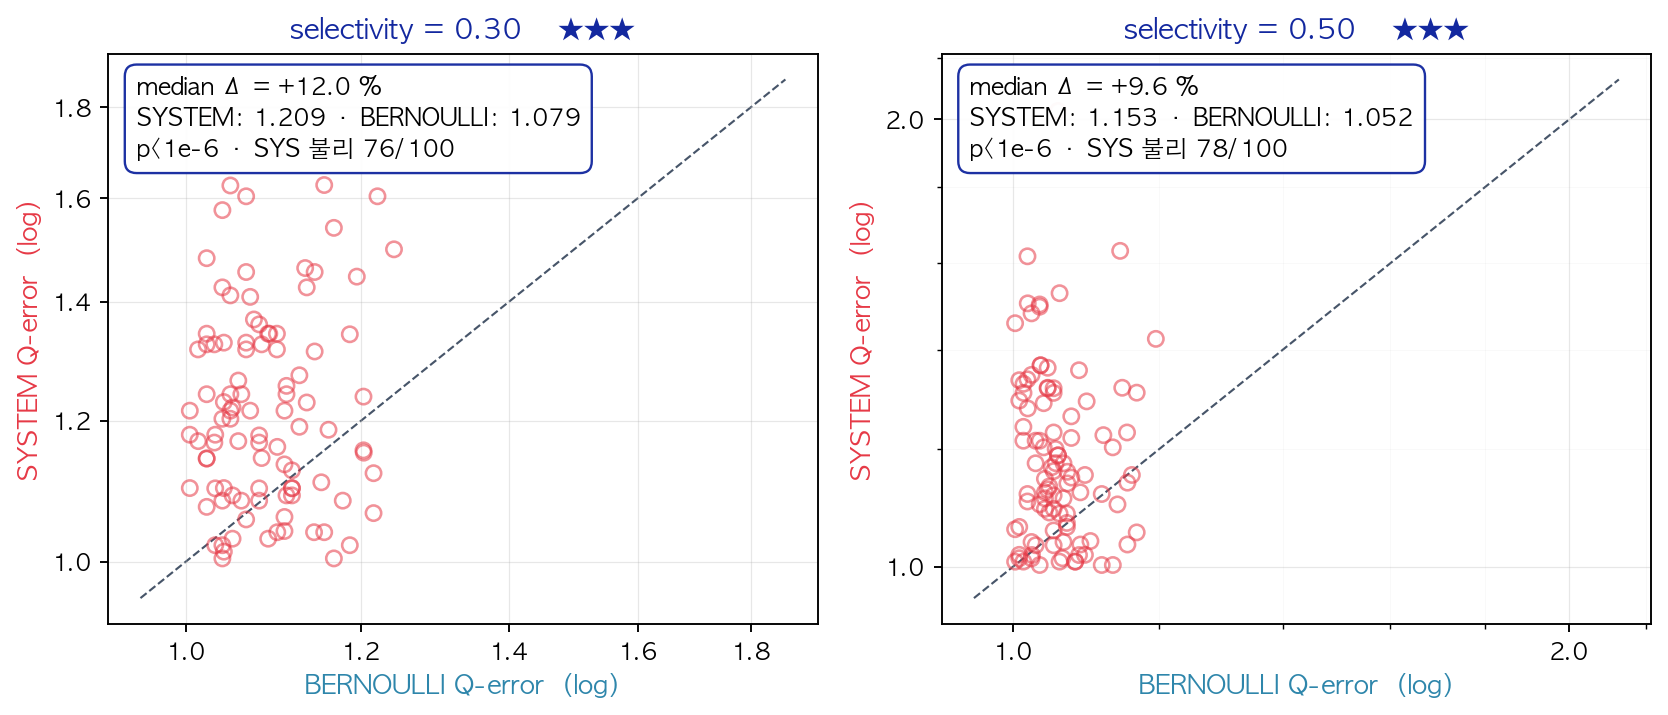 selectivity = 0.30 ★★★
median Δ = +12.0 %
SYSTEM: 1.209 · BERNOULLI: 1.079
p<1e-6 · SYS 불리 76/100
1.8
1.6
1.4
1.2
1.0
SYSTEM Q-error (log)
1.0 1.2 1.4 1.6 1.8
BERNOULLI Q-error (log)
selectivity = 0.50 ★★★
median Δ = +9.6 %
SYSTEM: 1.153 · BERNOULLI: 1.052
p<1e-6 · SYS 불리 78/100
2.0
1.0
SYSTEM Q-error (log)
1.0 2.0
BERNOULLI Q-error (log)